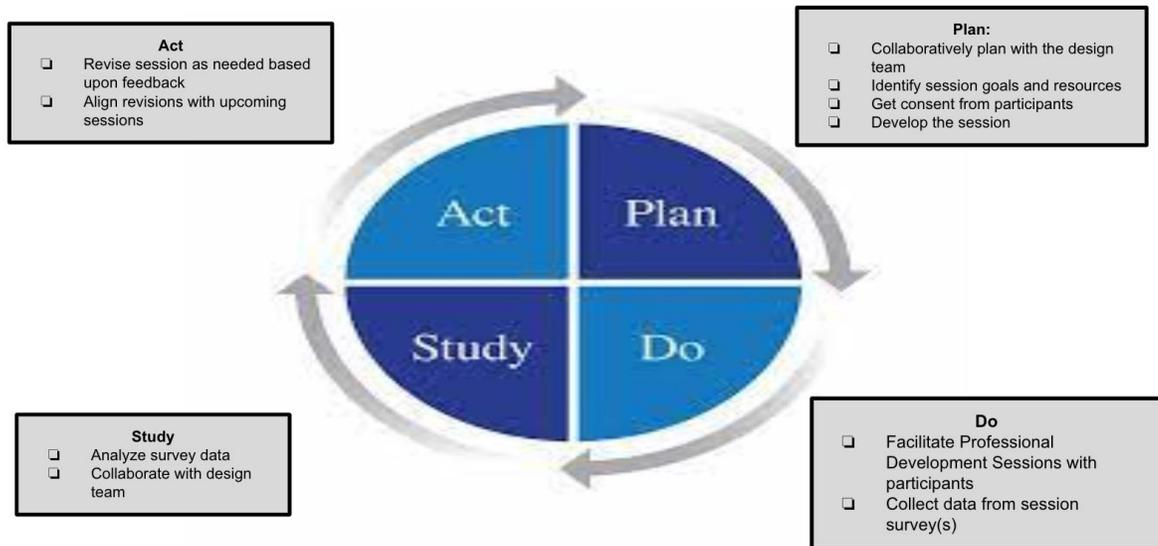 Act
❏ Revise session as needed based
upon feedback
❏ Align revisions with upcoming
sessions
Plan:
❏ Collaboratively plan with the design
team
❏ Identify session goals and resources
❏ Get consent from participants
❏ Develop the session
Act
Plan
Study
Do
Study
❏ Analyze survey data
❏ Collaborate with design
team
Do
❏ Facilitate Professional
Development Sessions with
participants
❏ Collect data from session
survey(s)